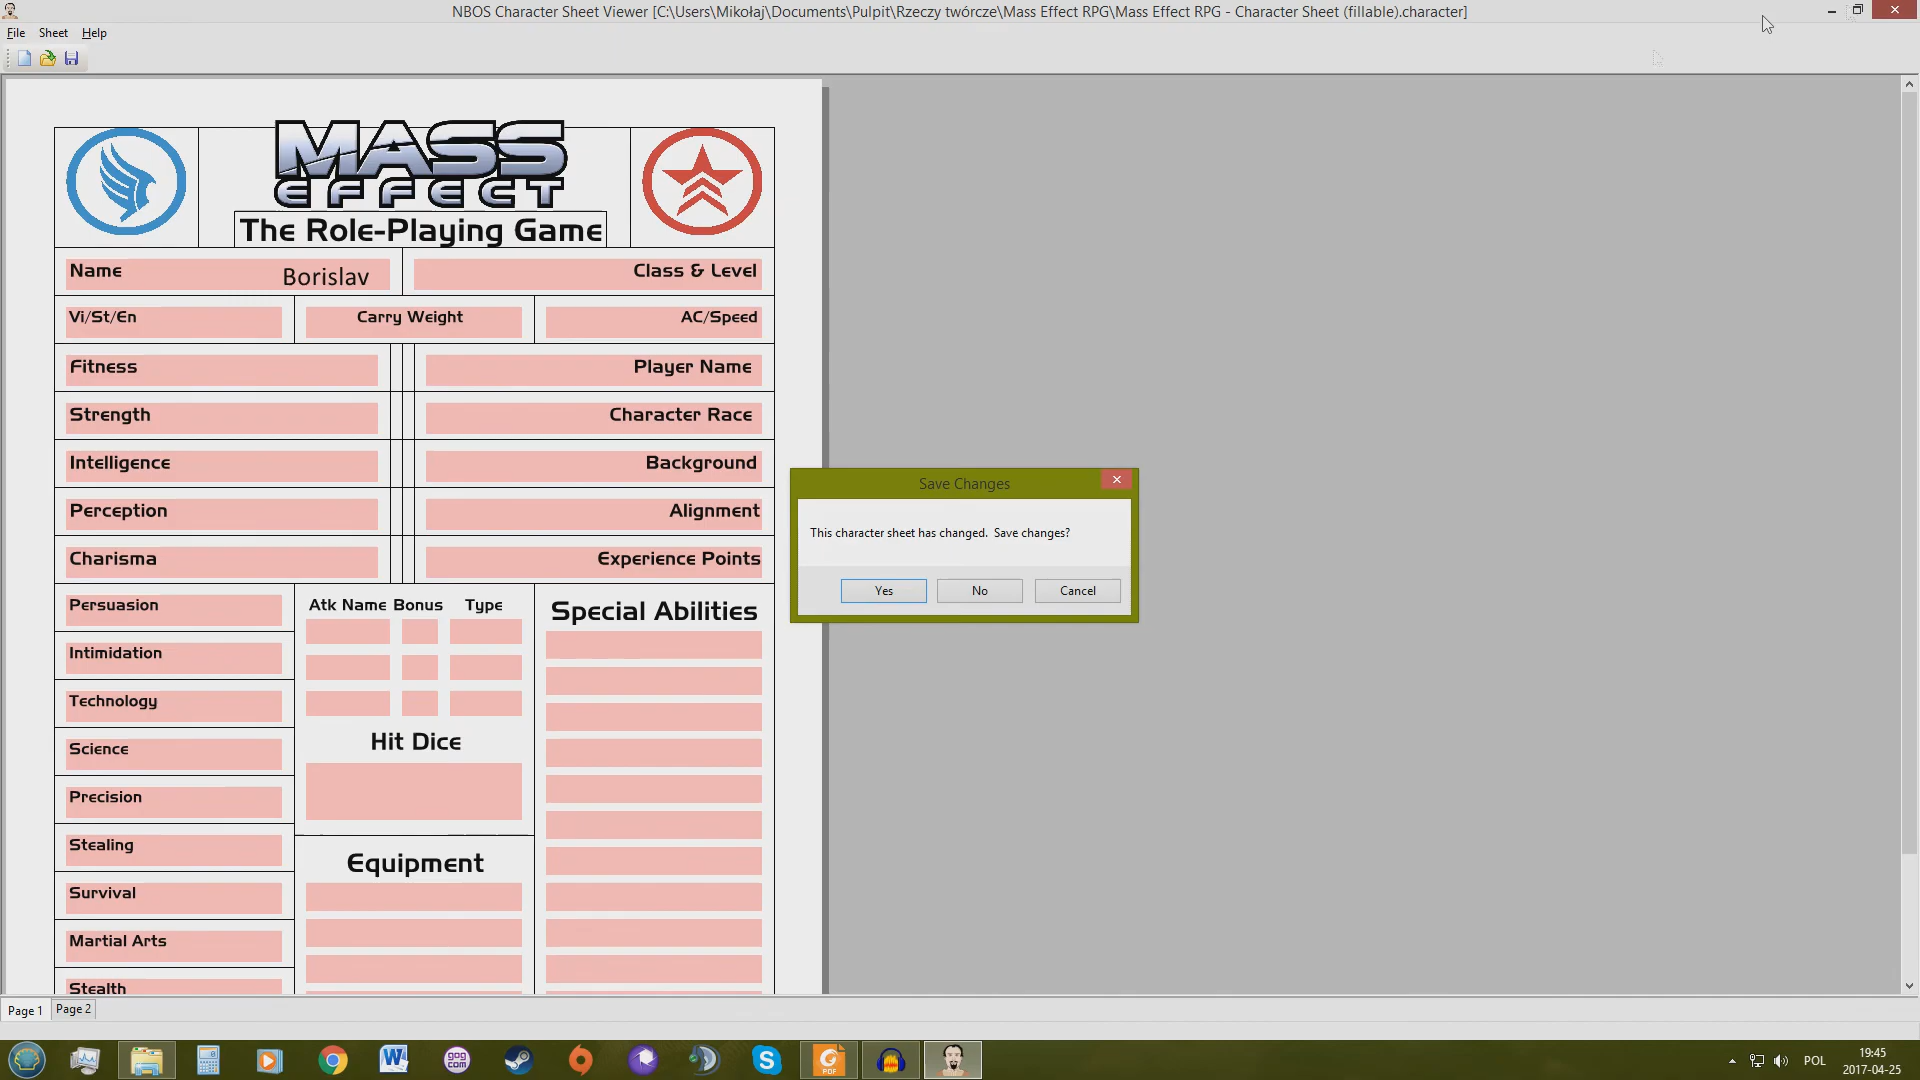 NBOS Character Sheet Viewer [C:\Users\Mikołaj\Documents\Pulpit\Rzeczy twórcze\Mass Effect RPG\Mass Effect RPG - Character Sheet (fillable).character]
File Sheet Help
MASS
EFFECT
The Role-Playing Game
Name Borislav Class & Level
Vi/St/En Carry Weight AC/Speed
Fitness Player Name
Strength Character Race
Intelligence Background
Perception Alignment
Charisma Experience Points
Persuasion
Intimidation
Technology
Science
Precision
Stealing
Survival
Martial Arts
Stealth
Atk Name Bonus Type
Hit Dice
Equipment
Special Abilities
Save Changes
This character sheet has changed. Save changes?
Yes No Cancel
Page 1 Page 2
W
gog
com
S
PDF
POL
19:45
2017-04-25